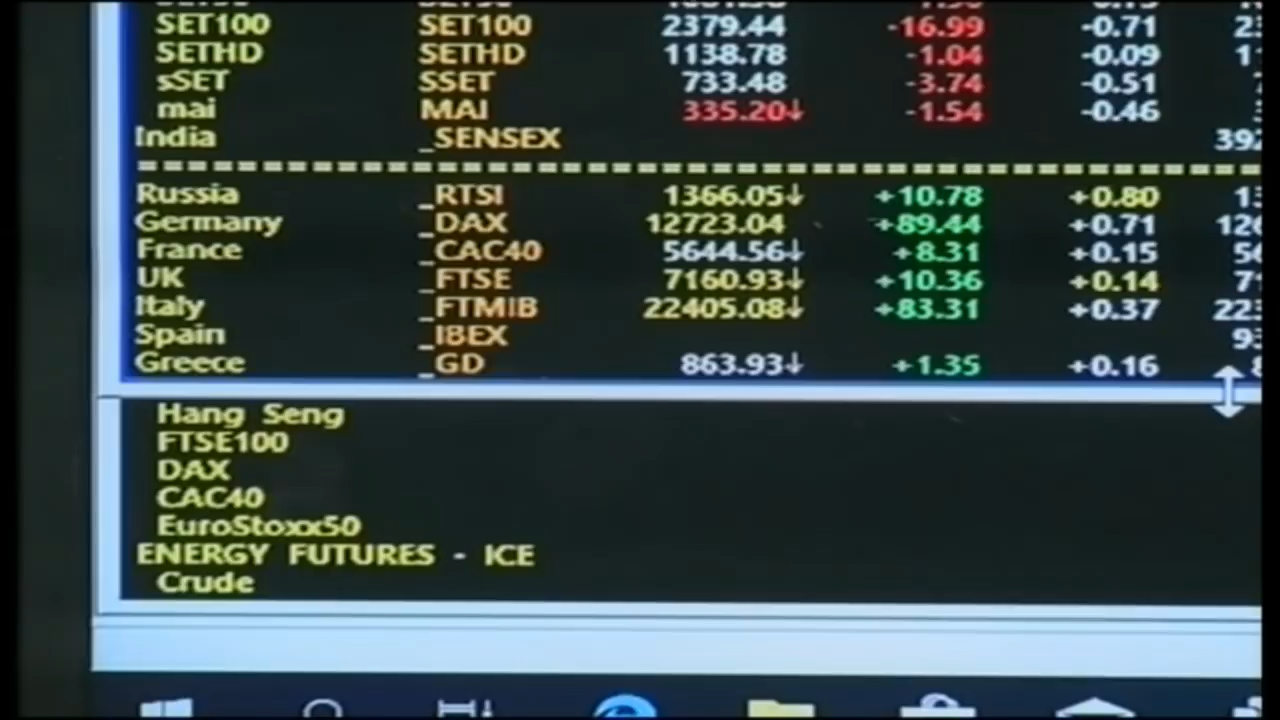 SET100 SET100 2379.44 -16.99 -0.71
SETHD SETHD 1138.78 -1.04 -0.09
sSET SSET 733.48 -3.74 -0.51
mai MAI 335.20↓ -1.54 -0.46
India _SENSEX 392
Russia _RTSI 1366.05↓ +10.78 +0.80
Germany _DAX 12723.04 +89.44 +0.71
France _CAC40 5644.56↓ +8.31 +0.15
UK _FTSE 7160.93↓ +10.36 +0.14
Italy _FTMIB 22405.08↓ +83.31 +0.37
Spain _IBEX
Greece _GD 863.93↓ +1.35 +0.16
Hang Seng
FTSE100
DAX
CAC40
EuroStoxx50
ENERGY FUTURES - ICE
Crude